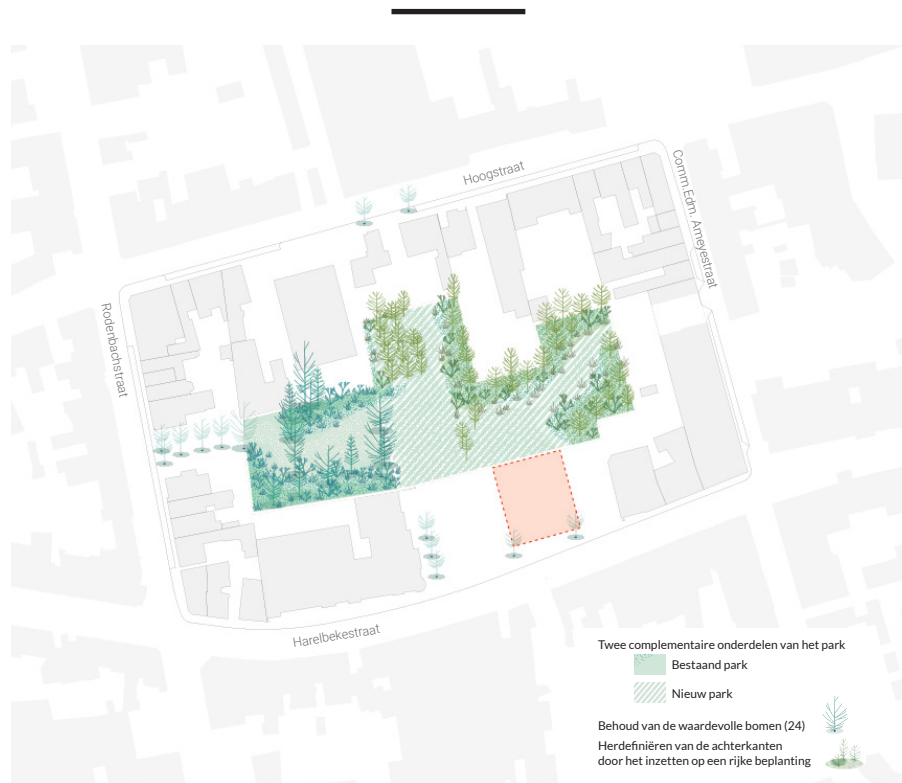 Hoogstraat
Comm.Edm. Ameyestraat
Rodenbachstraat
Harelbekestraat
Twee complementaire onderdelen van het park
Bestaand park
Nieuw park
Behoud van de waardevolle bomen (24)
Herdefiniëren van de achterkanten
door het inzetten op een rijke beplanting